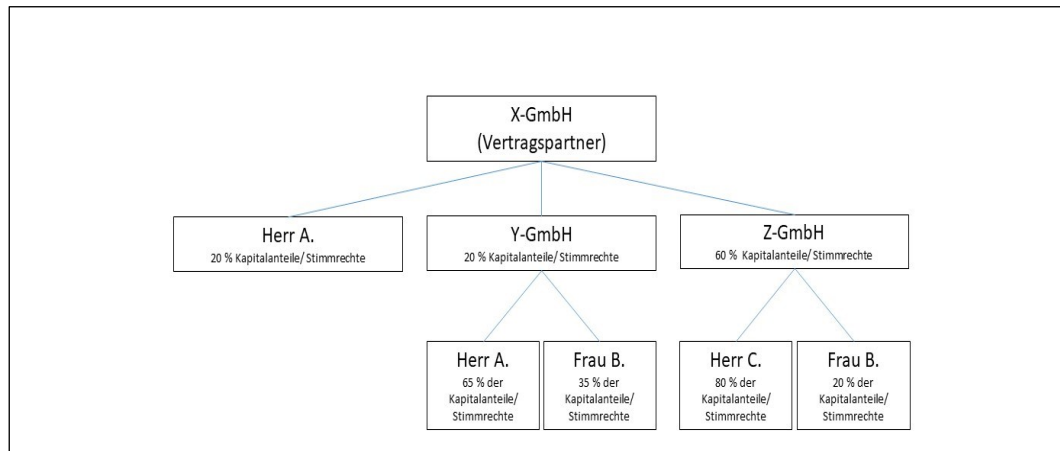 X-GmbH
(Vertragspartner)
Herr A.
20 % Kapitalanteile/ Stimmrechte
Y-GmbH
20 % Kapitalanteile/ Stimmrechte
Z-GmbH
60 % Kapitalanteile/ Stimmrechte
Herr A.
65 % der
Kapitalanteile/
Stimmrechte
Frau B.
35 % der
Kapitalanteile/
Stimmrechte
Herr C.
80 % der
Kapitalanteile/
Stimmrechte
Frau B.
20 % der
Kapitalanteile/
Stimmrechte